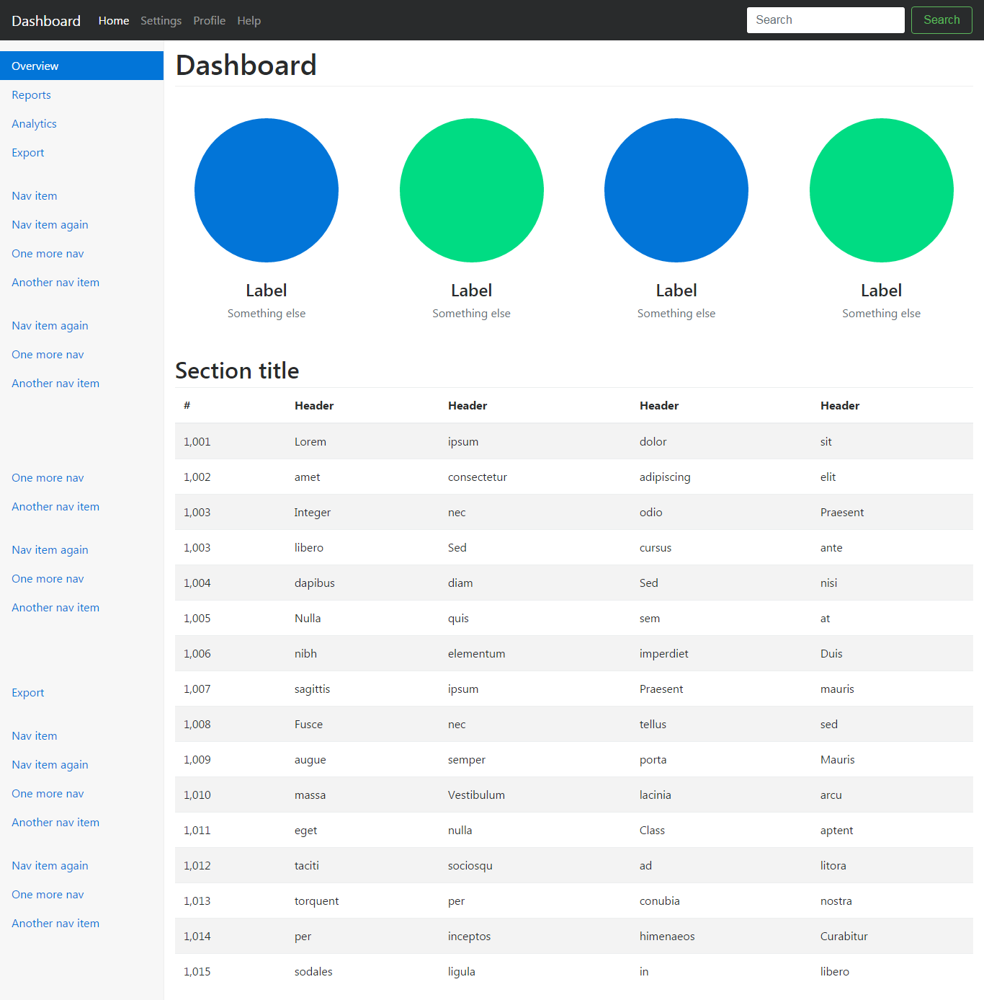 Dashboard Home Settings Profile Help Search Search
Overview
Reports
Analytics
Export
Nav item
Nav item again
One more nav
Another nav item
Nav item again
One more nav
Another nav item
One more nav
Another nav item
Nav item again
One more nav
Another nav item
Export
Nav item
Nav item again
One more nav
Another nav item
Nav item again
One more nav
Another nav item
Dashboard
Label Label Label Label
Something else Something else Something else Something else
Section title
# Header Header Header Header
1,001 Lorem ipsum dolor sit
1,002 amet consectetur adipiscing elit
1,003 Integer nec odio Praesent
1,003 libero Sed cursus ante
1,004 dapibus diam Sed nisi
1,005 Nulla quis sem at
1,006 nibh elementum imperdiet Duis
1,007 sagittis ipsum Praesent mauris
1,008 Fusce nec tellus sed
1,009 augue semper porta Mauris
1,010 massa Vestibulum lacinia arcu
1,011 eget nulla Class aptent
1,012 taciti sociosqu ad litora
1,013 torquent per conubia nostra
1,014 per inceptos himenaeos Curabitur
1,015 sodales ligula in libero